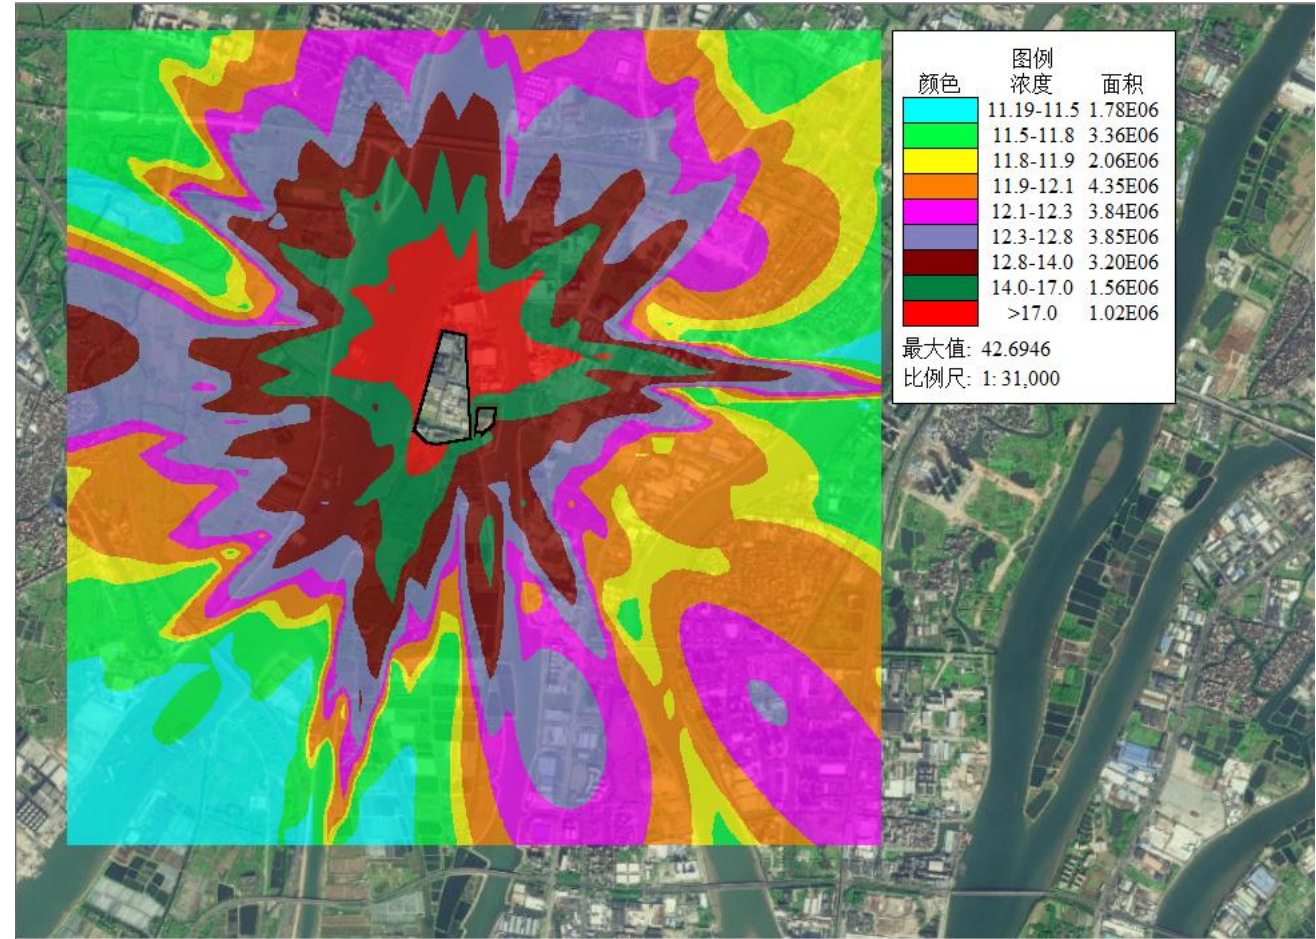 图例
颜色 浓度 面积
11.19-11.5 1.78E06
11.5-11.8 3.36E06
11.8-11.9 2.06E06
11.9-12.1 4.35E06
12.1-12.3 3.84E06
12.3-12.8 3.85E06
12.8-14.0 3.20E06
14.0-17.0 1.56E06
>17.0 1.02E06
最大值: 42.6946
比例尺: 1: 31,000